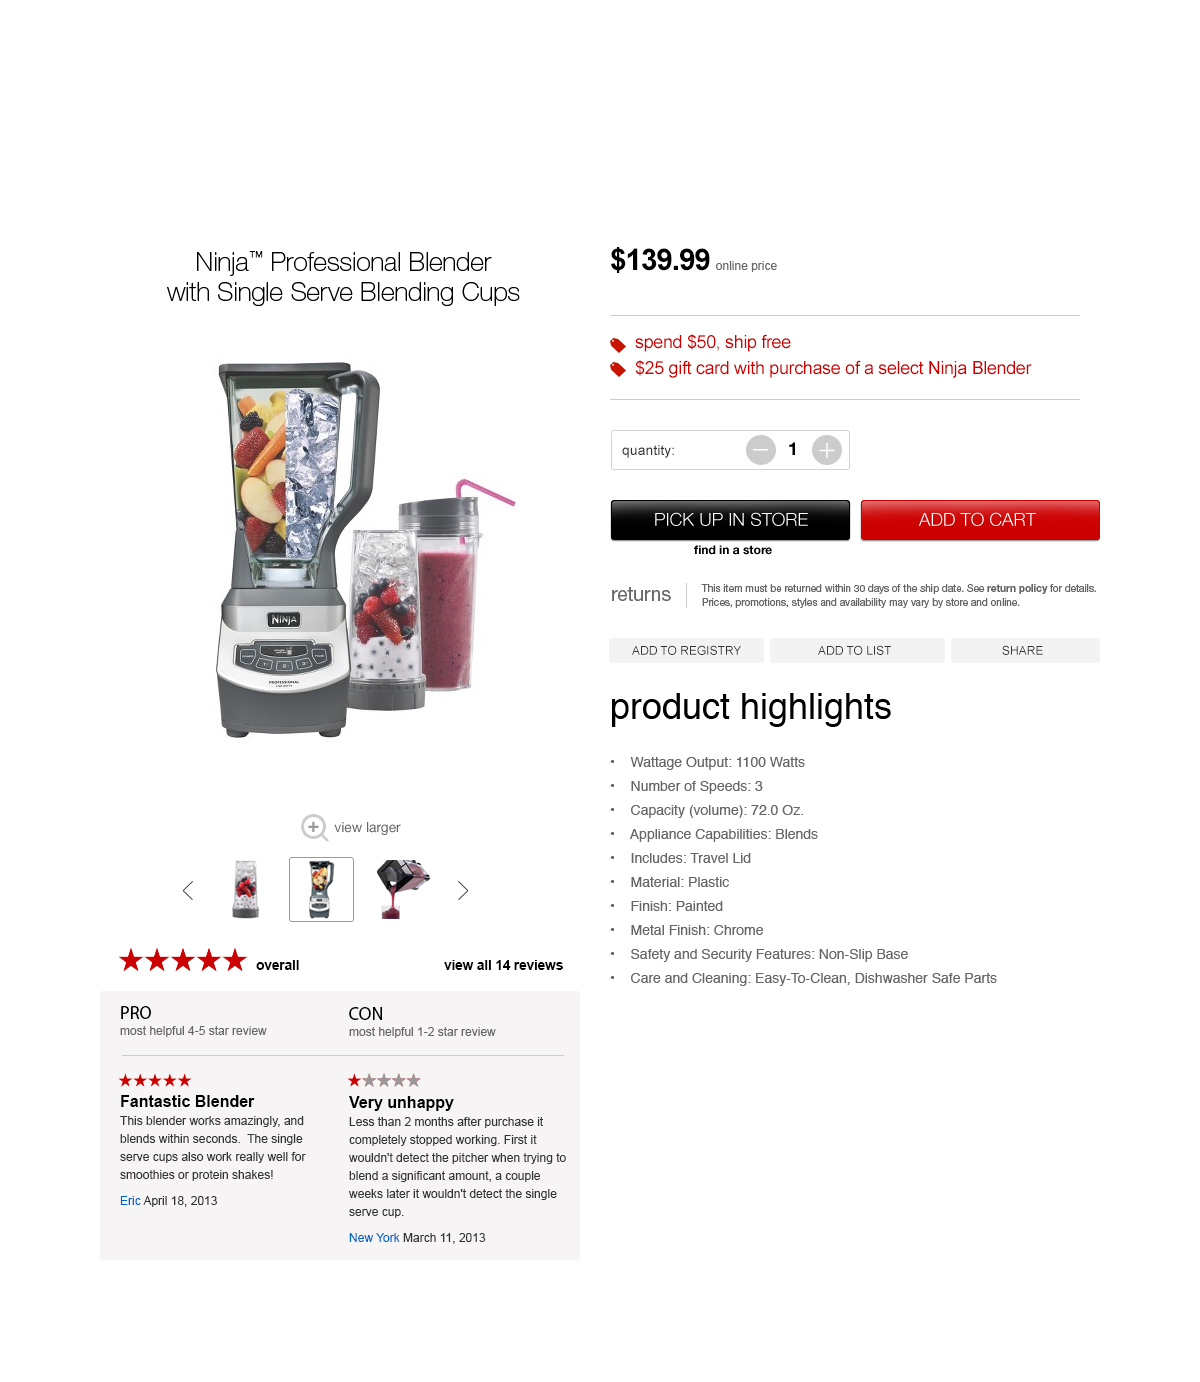 Ninja™ Professional Blender
with Single Serve Blending Cups
NINJA
PROFESSIONAL
view larger
overall
view all 14 reviews
PRO
most helpful 4-5 star review
CON
most helpful 1-2 star review
Fantastic Blender
This blender works amazingly, and
blends within seconds.  The single
serve cups also work really well for
smoothies or protein shakes!
Eric April 18, 2013
Very unhappy
Less than 2 months after purchase it
completely stopped working. First it
wouldn't detect the pitcher when trying to
blend a significant amount, a couple
weeks later it wouldn't detect the single
serve cup.
New York March 11, 2013
$139.99 online price
spend $50, ship free
$25 gift card with purchase of a select Ninja Blender
quantity:
1
PICK UP IN STORE
ADD TO CART
find in a store
returns
This item must be returned within 30 days of the ship date. See return policy for details.
Prices, promotions, styles and availability may vary by store and online.
ADD TO REGISTRY
ADD TO LIST
SHARE
product highlights
• Wattage Output: 1100 Watts
• Number of Speeds: 3
• Capacity (volume): 72.0 Oz.
• Appliance Capabilities: Blends
• Includes: Travel Lid
• Material: Plastic
• Finish: Painted
• Metal Finish: Chrome
• Safety and Security Features: Non-Slip Base
• Care and Cleaning: Easy-To-Clean, Dishwasher Safe Parts